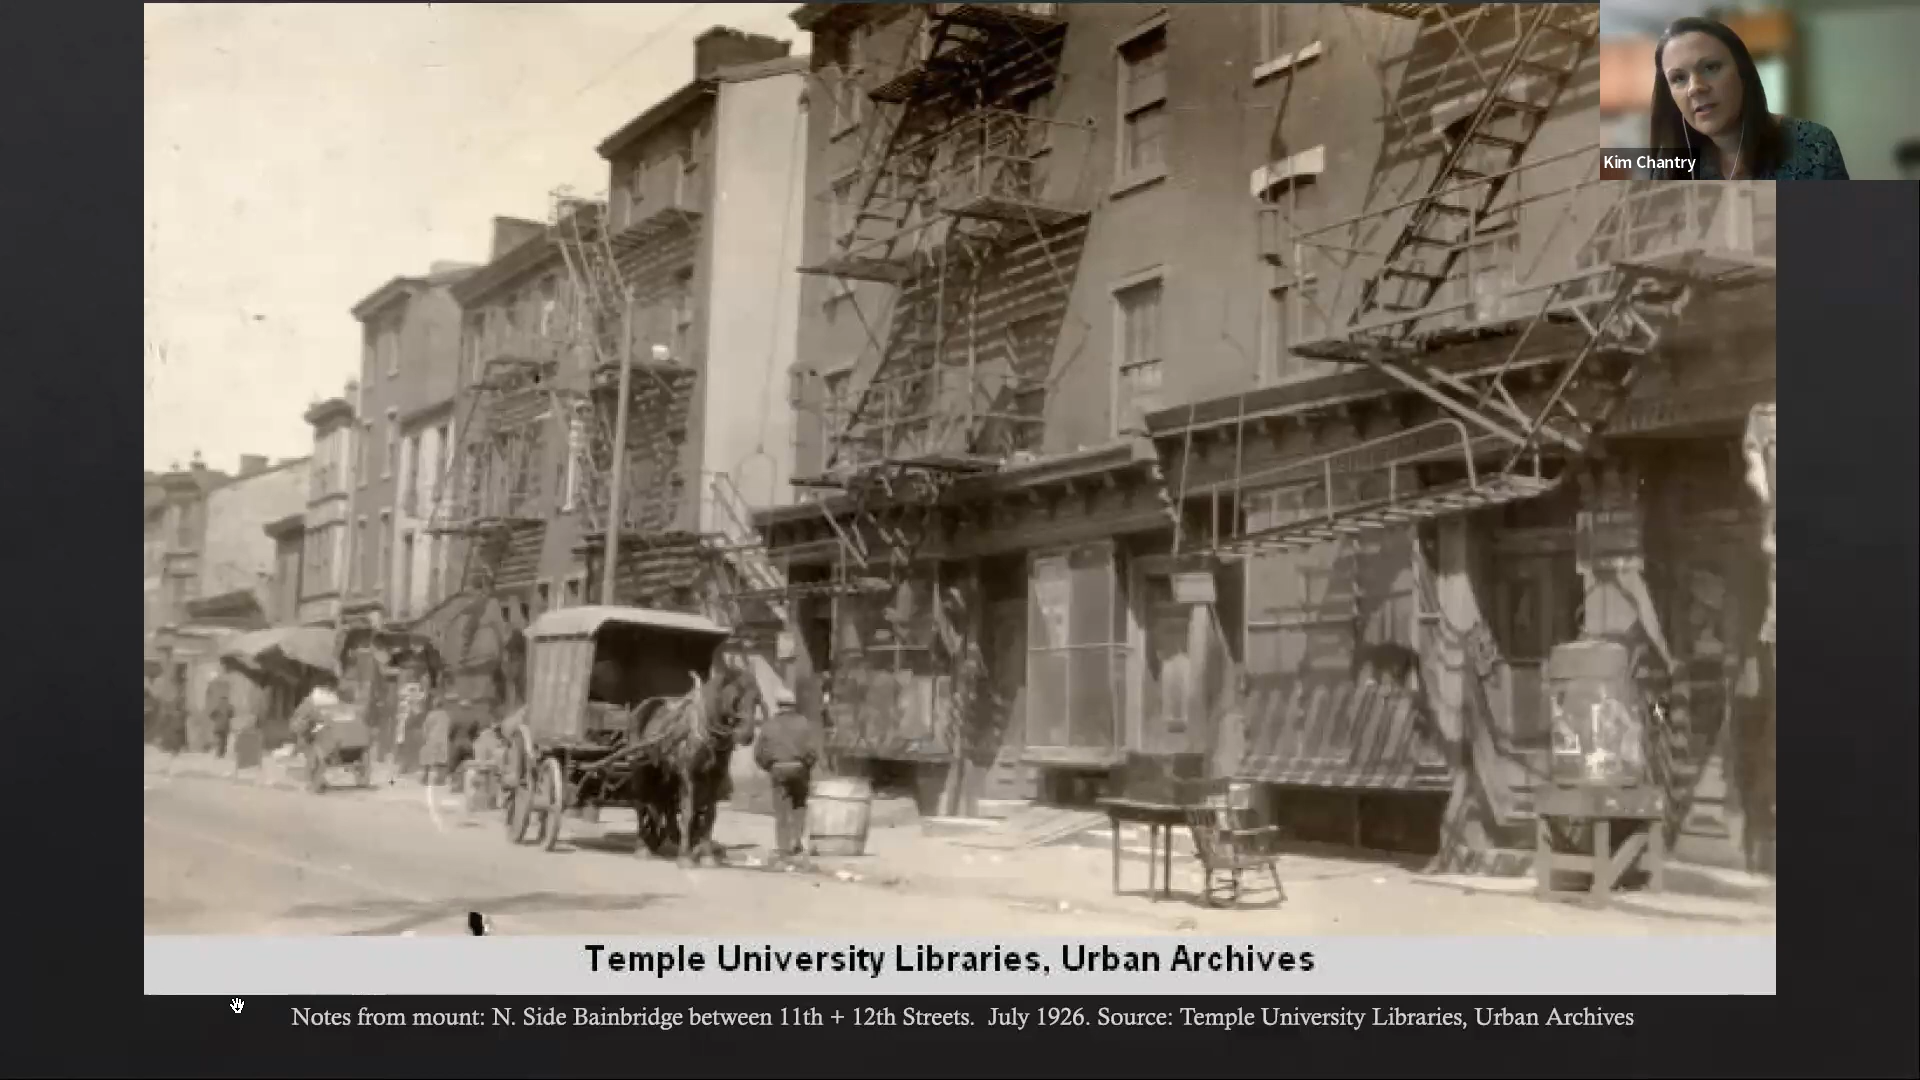 Kim Chantry
Temple University Libraries, Urban Archives
Notes from mount: N. Side Bainbridge between 11th + 12th Streets.  July 1926. Source: Temple University Libraries, Urban Archives